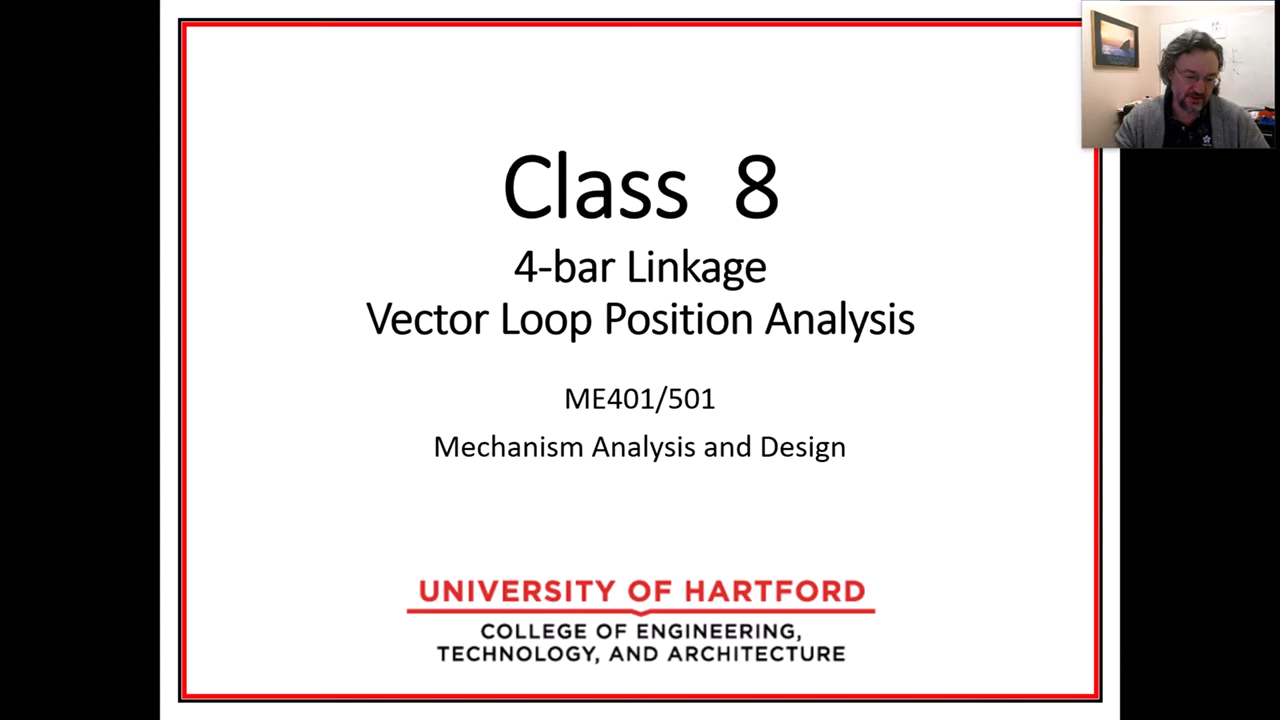 Class 8
4-bar Linkage
Vector Loop Position Analysis
ME401/501
Mechanism Analysis and Design
UNIVERSITY OF HARTFORD
COLLEGE OF ENGINEERING,
TECHNOLOGY, AND ARCHITECTURE